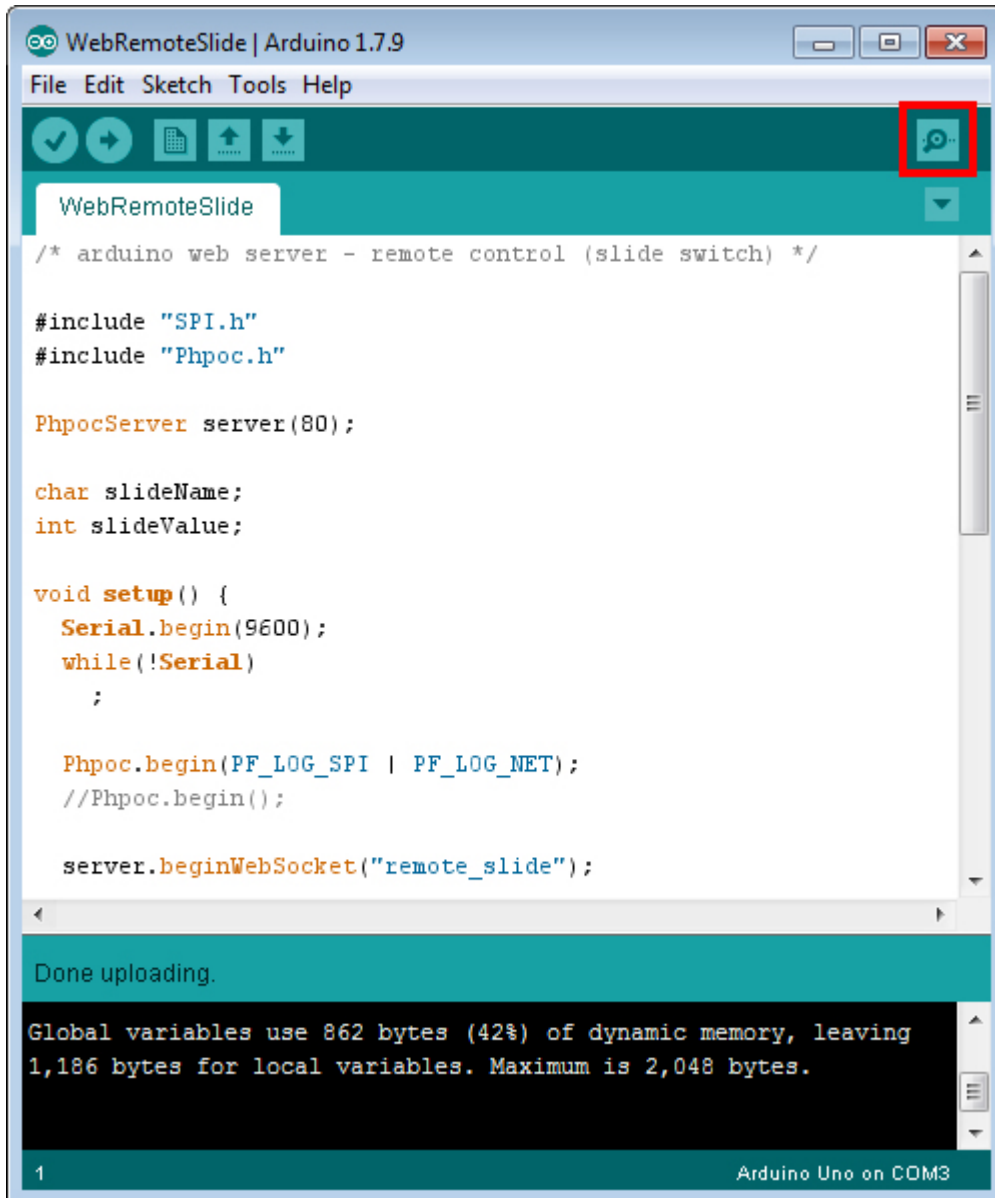 WebRemoteSlide | Arduino 1.7.9
File Edit Sketch Tools Help
WebRemoteSlide
/* arduino web server - remote control (slide switch) */
#include "SPI.h"
#include "Phpoc.h"
PhpocServer server(80);
char slideName;
int slideValue;
void setup() {
  Serial.begin(9600);
  while(!Serial)
    ;
  Phpoc.begin(PF_LOG_SPI | PF_LOG_NET);
  //Phpoc.begin();
  server.beginWebSocket("remote_slide");
Done uploading.
Global variables use 862 bytes (42%) of dynamic memory, leaving
1,186 bytes for local variables. Maximum is 2,048 bytes.
1 Arduino Uno on COM3